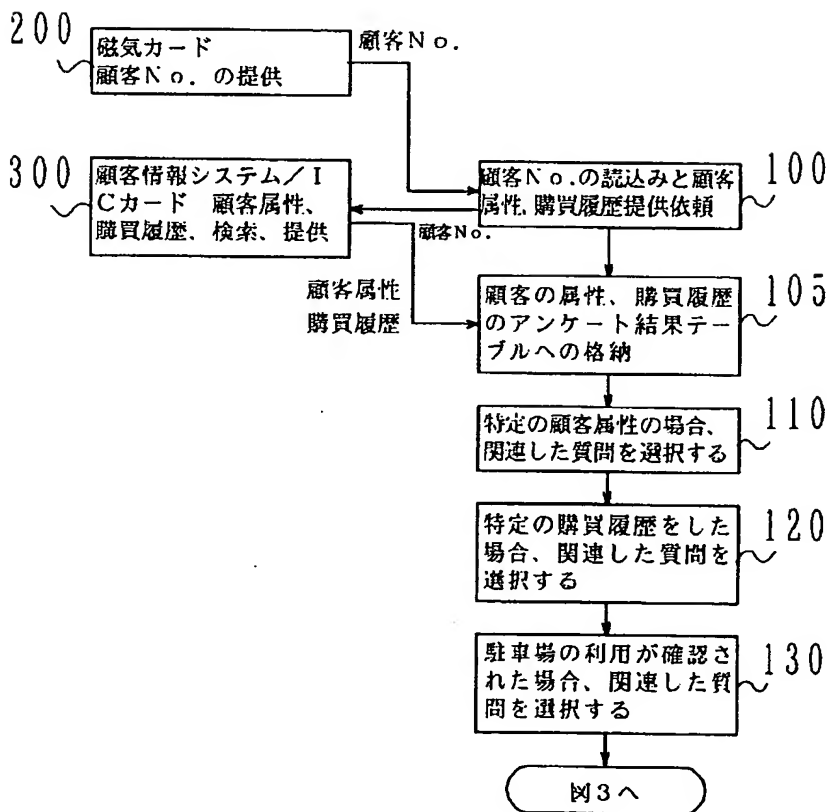 200
磁気カード
顧客No.の提供
顧客No.
300
顧客情報システム／I
Cカード 顧客属性、
購買履歴、検索、提供
100
顧客No.の読込みと顧客
属性,購買履歴提供依頼
顧客No.
顧客属性
購買履歴
105
顧客の属性、購買履歴
のアンケート結果テー
ブルへの格納
110
特定の顧客属性の場合、
関連した質問を選択する
120
特定の購買履歴をした
場合、関連した質問を
選択する
130
駐車場の利用が確認さ
れた場合、関連した質
問を選択する
図3へ